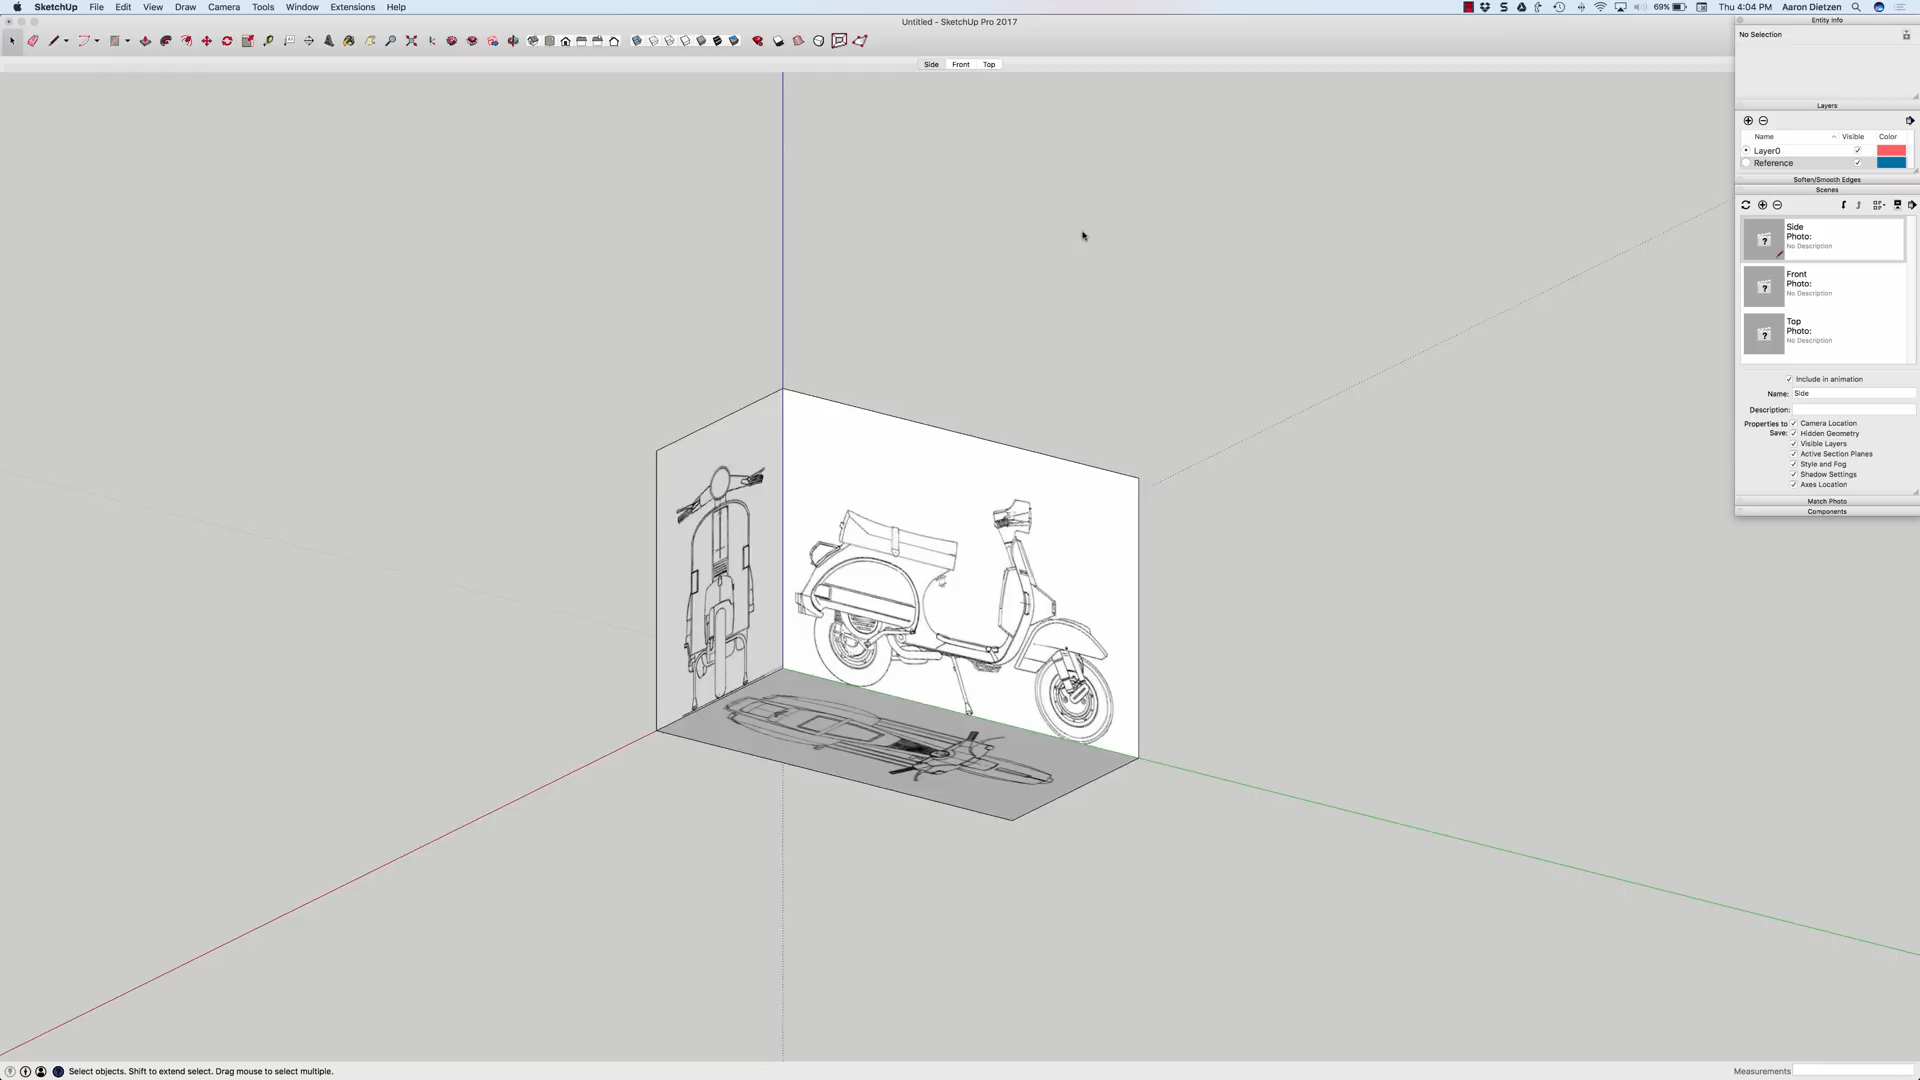 SketchUp File Edit View Draw Camera Tools Window Extensions Help
69% Thu 4:04 PM Aaron Dietzen
Untitled - SketchUp Pro 2017
Side Front Top
Entity Info
No Selection
Layers
Name Visible Color
Layer0
Reference
Soften/Smooth Edges
Scenes
Side
Photo:
No Description
Front
Photo:
No Description
Top
Photo:
No Description
Include in animation
Name: Side
Description:
Properties to Save:
Camera Location
Hidden Geometry
Visible Layers
Active Section Planes
Style and Fog
Shadow Settings
Axes Location
Match Photo
Components
Select objects. Shift to extend select. Drag mouse to select multiple.
Measurements